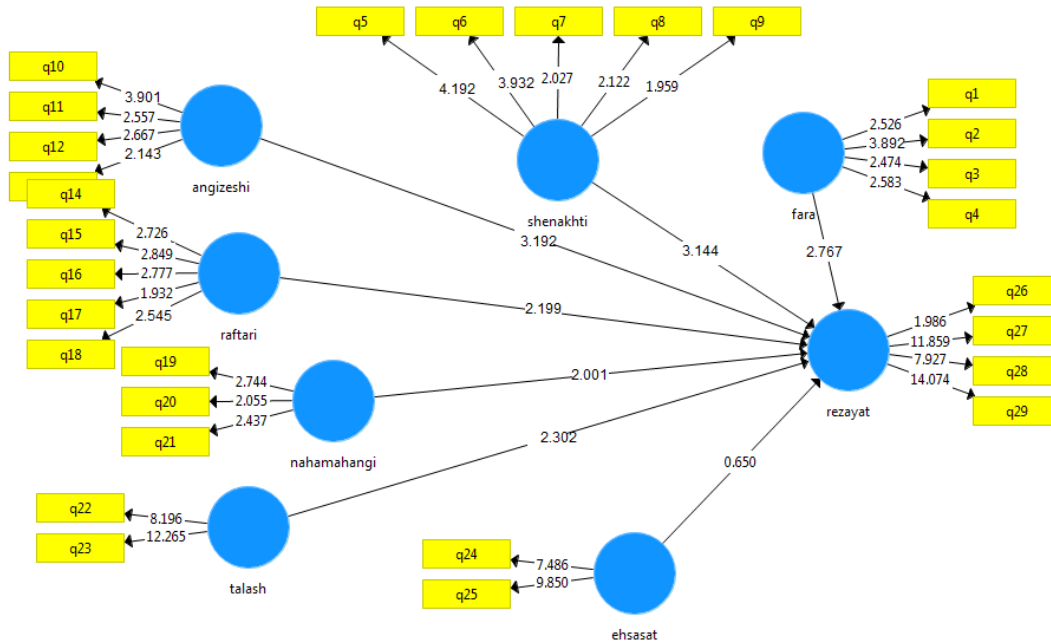 q5
q6
q7
q8
q9
4.192
3.932
2.027
2.122
1.959
shenakhti
q10
q11
q12
3.901
2.557
2.667
2.143
angizeshi
q1
q2
q3
q4
2.526
3.892
2.474
2.583
fara
q14
q15
q16
q17
q18
2.726
2.849
2.777
1.932
2.545
raftari
3.192
3.144
2.767
2.199
2.001
2.302
0.650
q26
q27
q28
q29
1.986
11.859
7.927
14.074
rezayat
q19
q20
q21
2.744
2.055
2.437
nahamahangi
q22
q23
8.196
12.265
talash
q24
q25
7.486
9.850
ehsasat